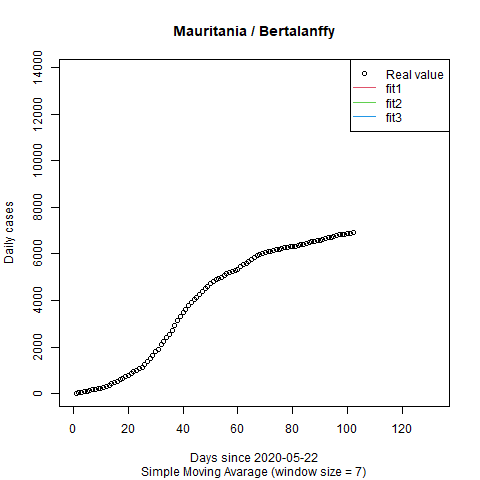 Mauritania / Bertalanffy
Real value
fit1
fit2
fit3
Daily cases
14000
12000
10000
8000
6000
4000
2000
0
0 20 40 60 80 100 120
Days since 2020-05-22
Simple Moving Avarage (window size = 7)